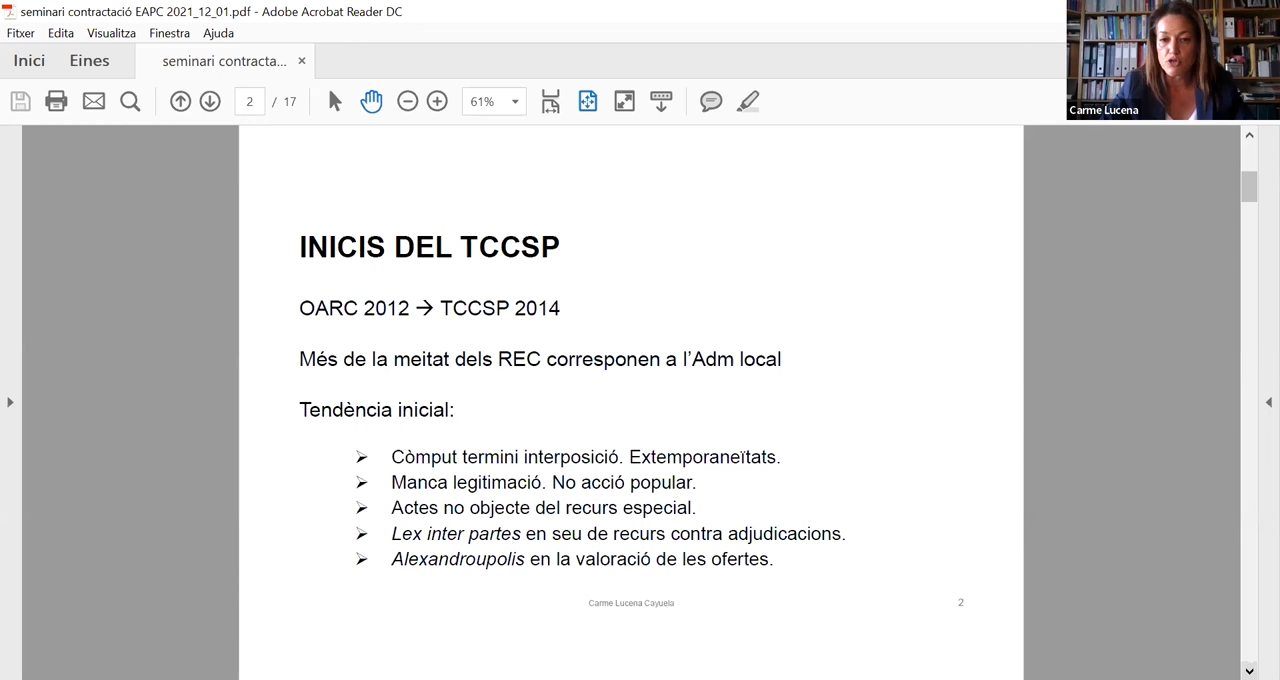 seminari contractació EAPC 2021_12_01.pdf - Adobe Acrobat Reader DC
Fitxer Edita Visualitza Finestra Ajuda
Inici Eines seminari contracta... ×
2 / 17 61%
Carme Lucena
INICIS DEL TCCSP
OARC 2012 → TCCSP 2014
Més de la meitat dels REC corresponen a l’Adm local
Tendència inicial:
➢ Còmput termini interposició. Extemporaneïtats.
➢ Manca legitimació. No acció popular.
➢ Actes no objecte del recurs especial.
➢ Lex inter partes en seu de recurs contra adjudicacions.
➢ Alexandroupolis en la valoració de les ofertes.
Carme Lucena Cayuela 2